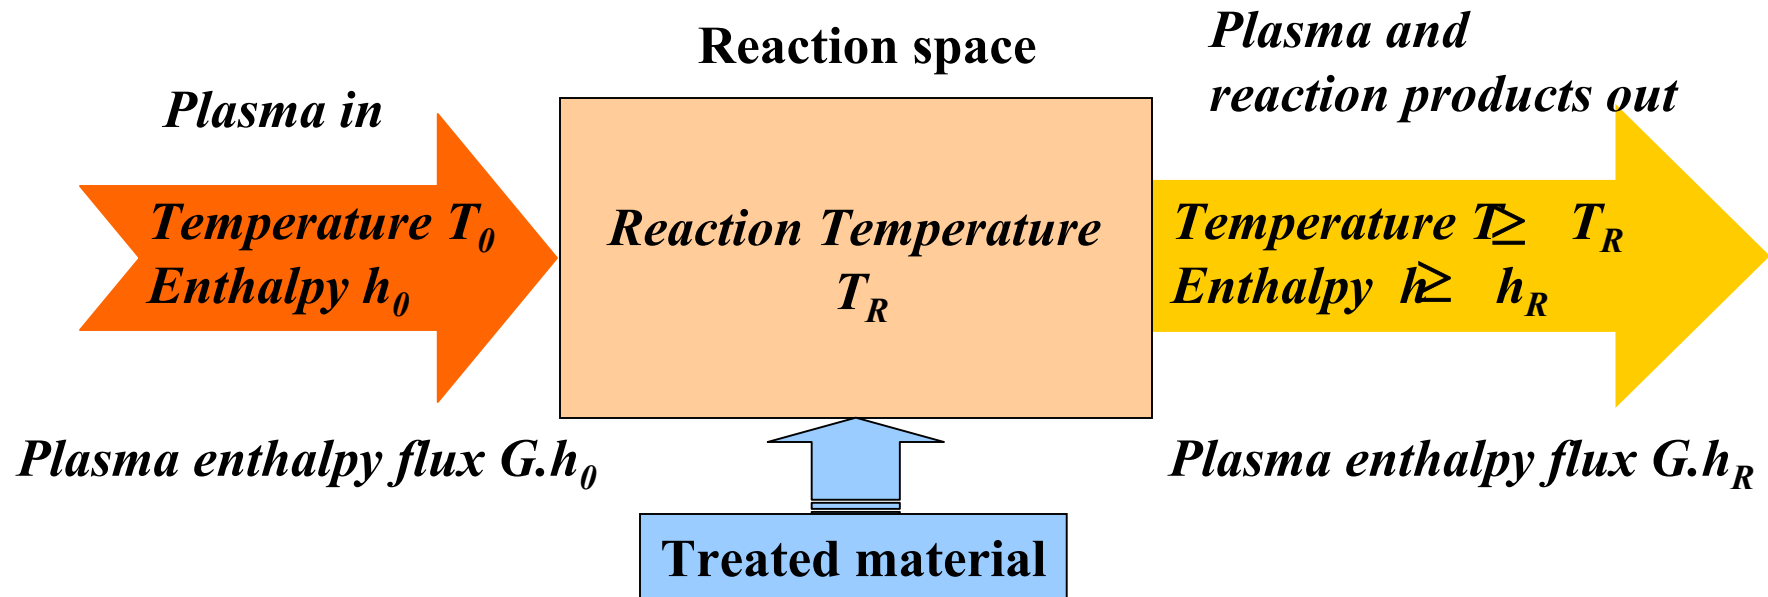 Reaction space
Plasma and
reaction products out
Plasma in
Temperature T0
Enthalpy h0
Reaction Temperature
TR
Temperature T≥ TR
Enthalpy h≥ hR
Plasma enthalpy flux G.h0
Plasma enthalpy flux G.hR
Treated material